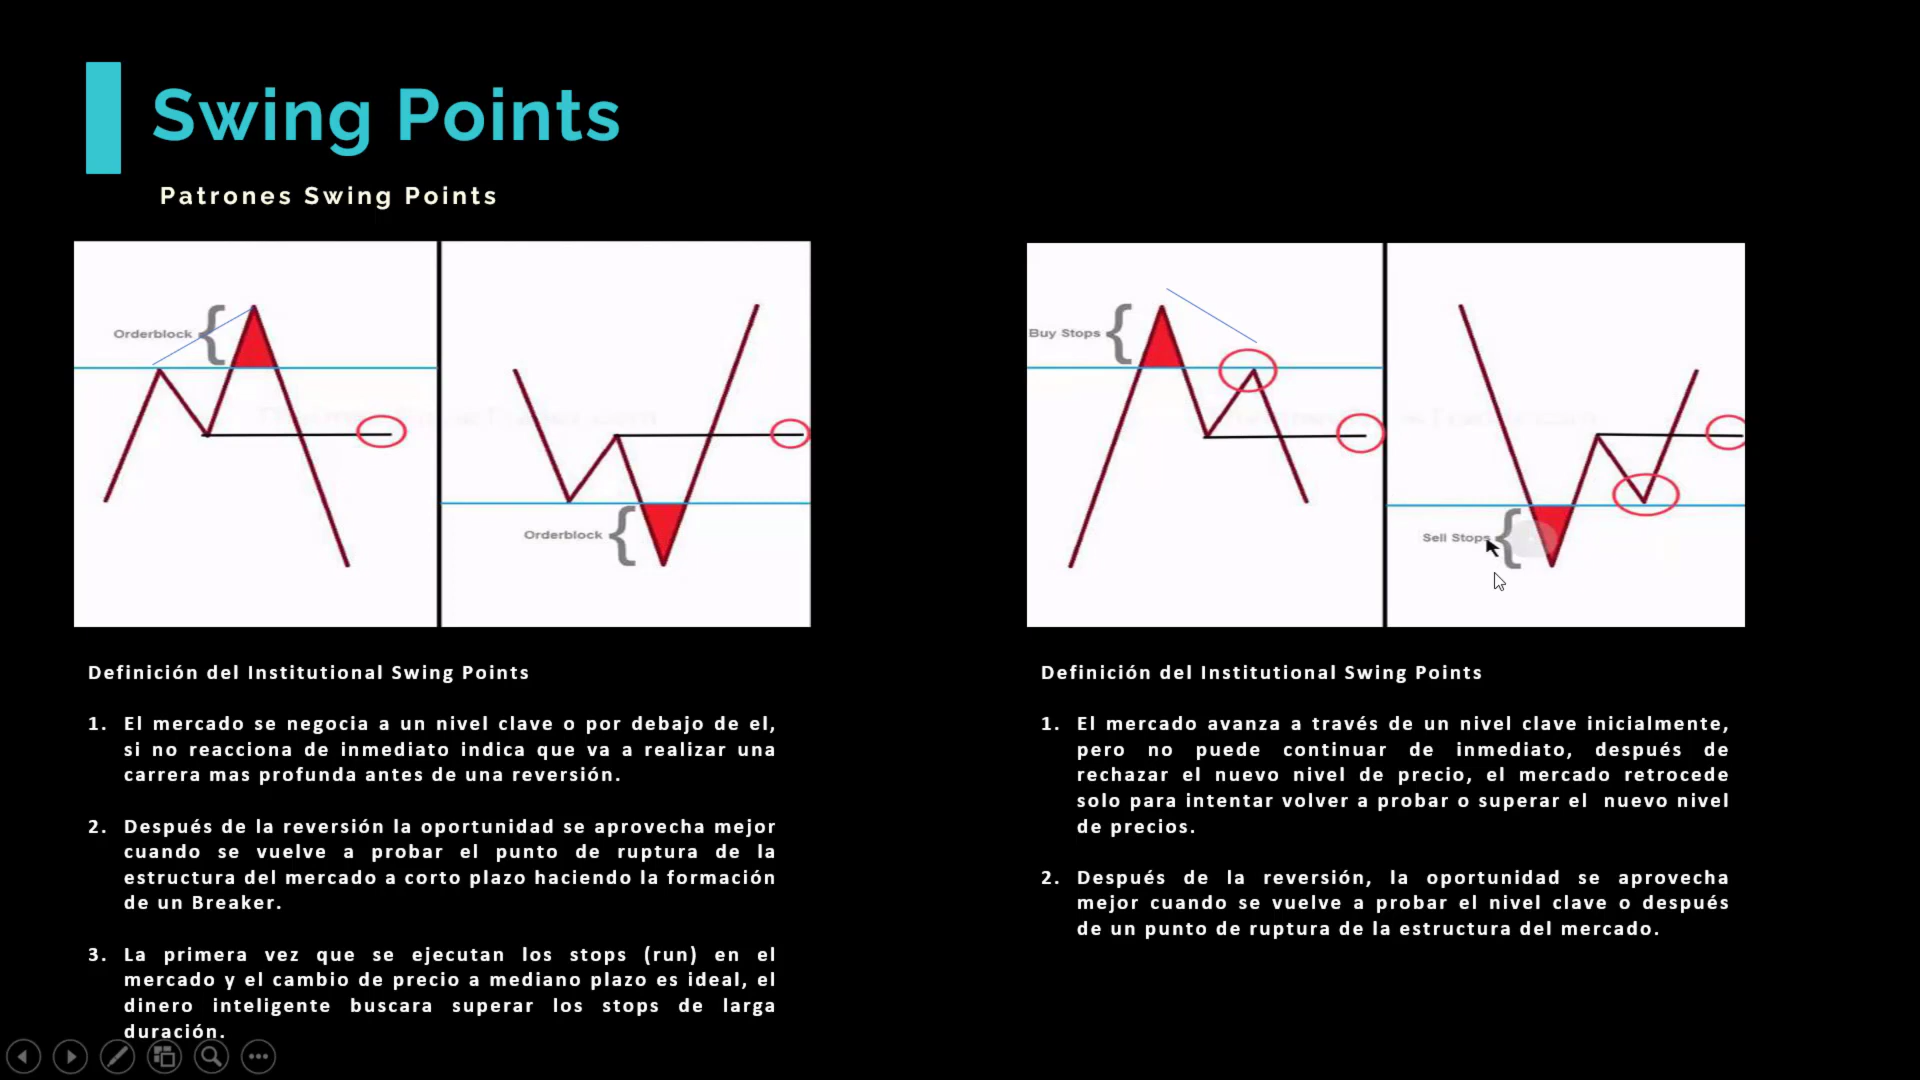 Swing Points
Patrones Swing Points
Orderblock
Orderblock
Buy Stops
Sell Stops
Definición del Institutional Swing Points
1. El mercado se negocia a un nivel clave o por debajo de el,
si no reacciona de inmediato indica que va a realizar una
carrera mas profunda antes de una reversión.
2. Después de la reversión la oportunidad se aprovecha mejor
cuando se vuelve a probar el punto de ruptura de la
estructura del mercado a corto plazo haciendo la formación
de un Breaker.
3. La primera vez que se ejecutan los stops (run) en el
mercado y el cambio de precio a mediano plazo es ideal, el
dinero inteligente buscara superar los stops de larga
duración.
Definición del Institutional Swing Points
1. El mercado avanza a través de un nivel clave inicialmente,
pero no puede continuar de inmediato, después de
rechazar el nuevo nivel de precio, el mercado retrocede
solo para intentar volver a probar o superar el nuevo nivel
de precios.
2. Después de la reversión, la oportunidad se aprovecha
mejor cuando se vuelve a probar el nivel clave o después
de un punto de ruptura de la estructura del mercado.